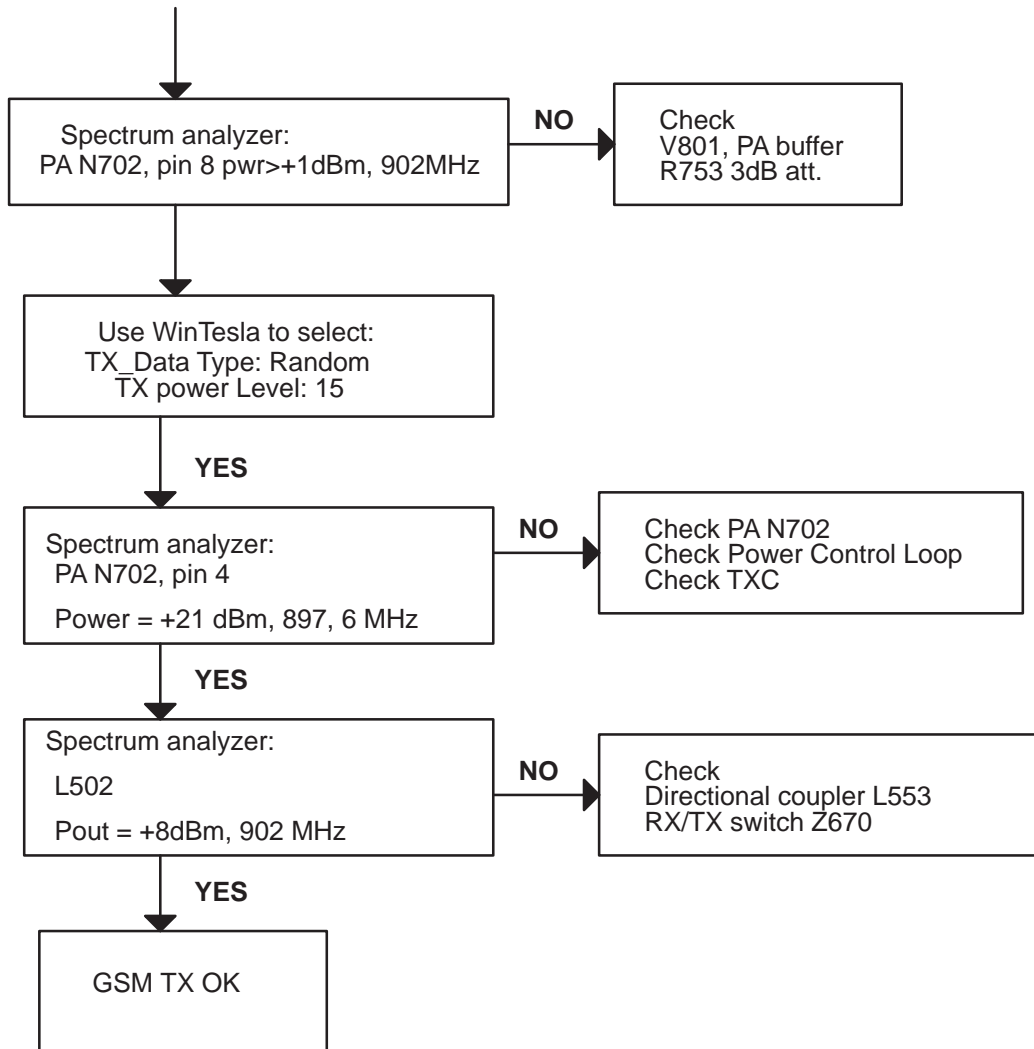 Spectrum analyzer:
PA N702, pin 8 pwr>+1dBm, 902MHz
NO
Check
V801, PA buffer
R753 3dB att.
Use WinTesla to select:
TX_Data Type: Random
TX power Level: 15
YES
Spectrum analyzer:
PA N702, pin 4
Power = +21 dBm, 897, 6 MHz
NO
Check PA N702
Check Power Control Loop
Check TXC
YES
Spectrum analyzer:
L502
Pout = +8dBm, 902 MHz
NO
Check
Directional coupler L553
RX/TX switch Z670
YES
GSM TX OK